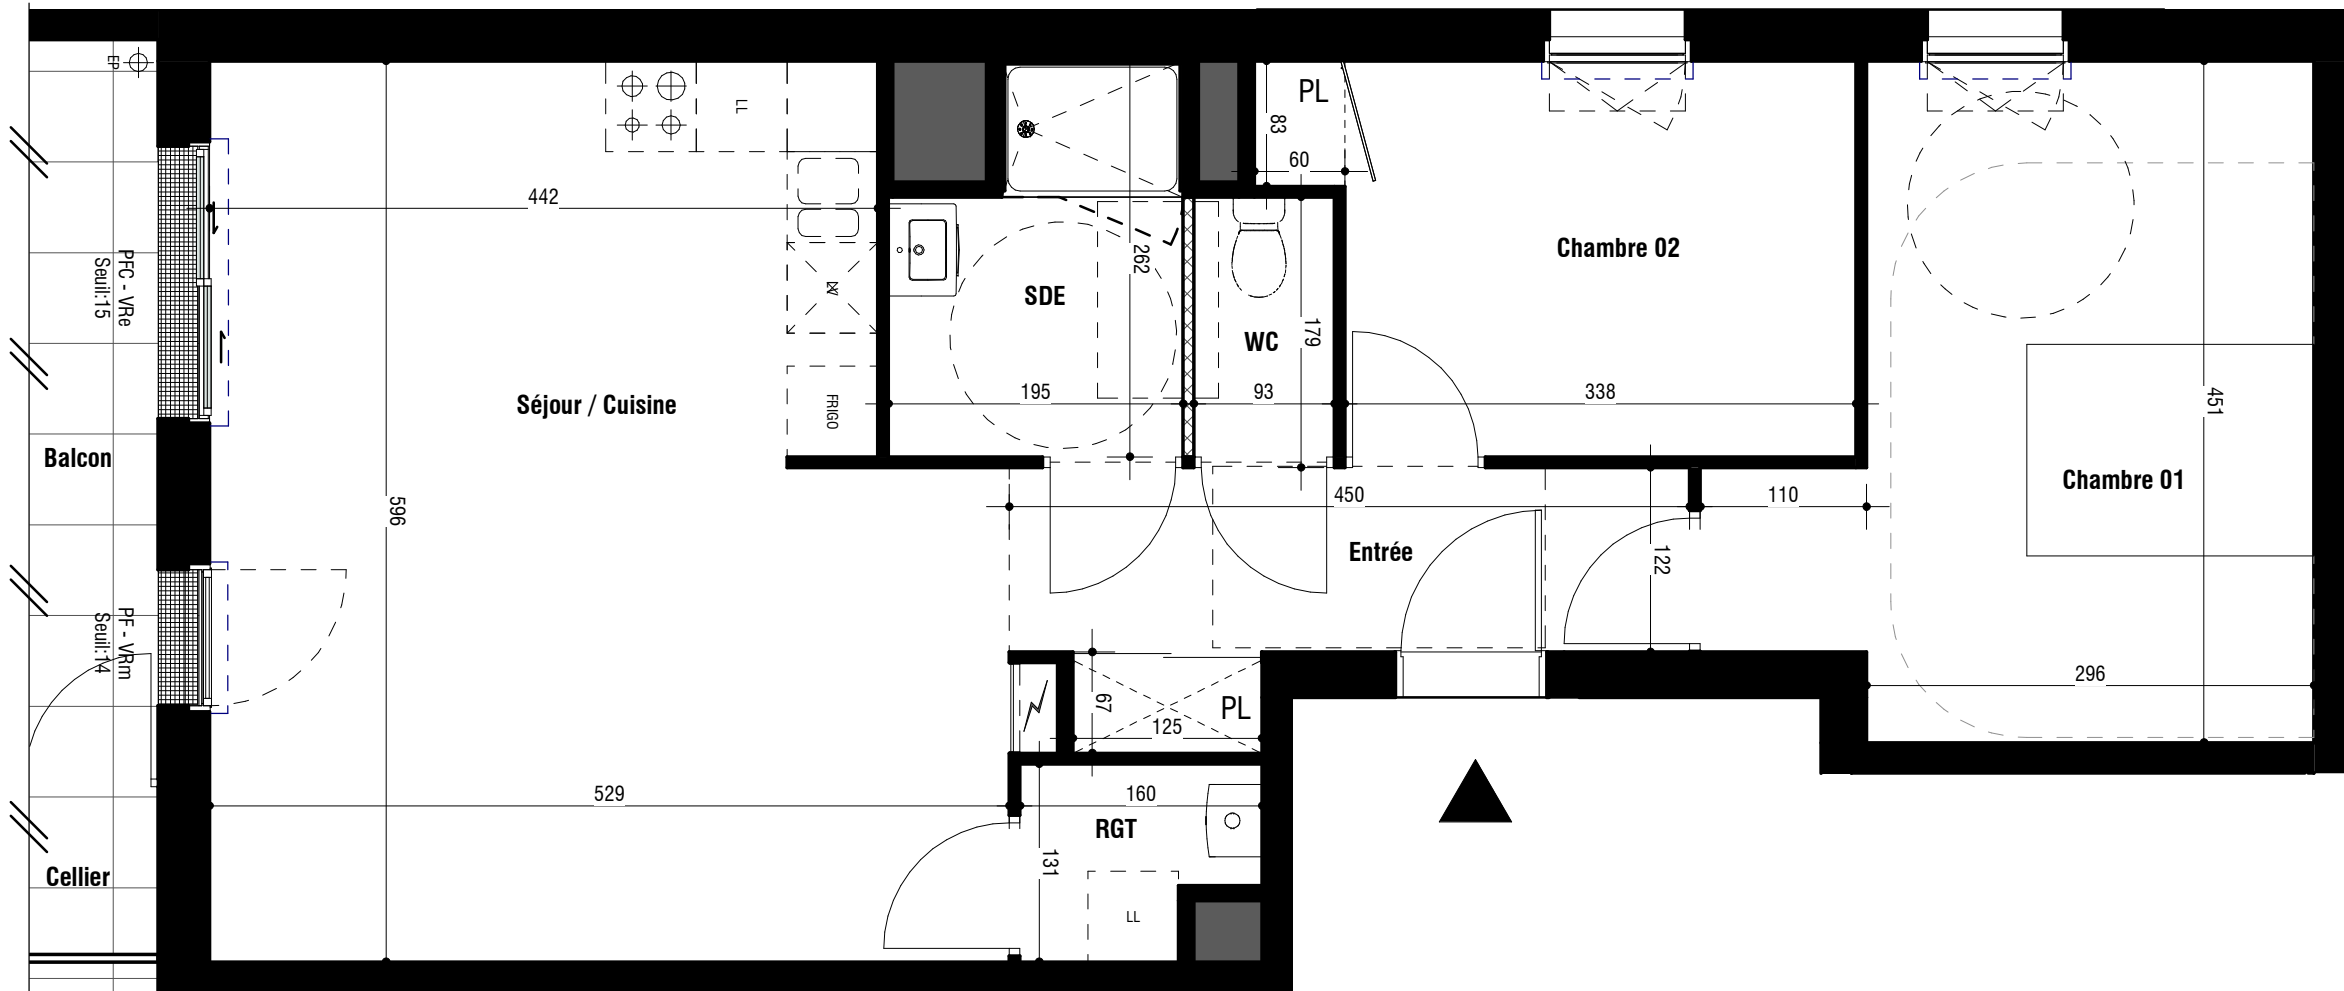 EP
LL
PL
83
60
442
Chambre 02
PFC - VRe
Seuil:15
262
SDE
LV
179
WC
Séjour / Cuisine
FRIGO
195
93
338
451
Balcon
Chambre 01
450
110
596
Entrée
122
PF - VRm
Seuil:14
296
67
PL
125
529
160
RGT
131
Cellier
LL